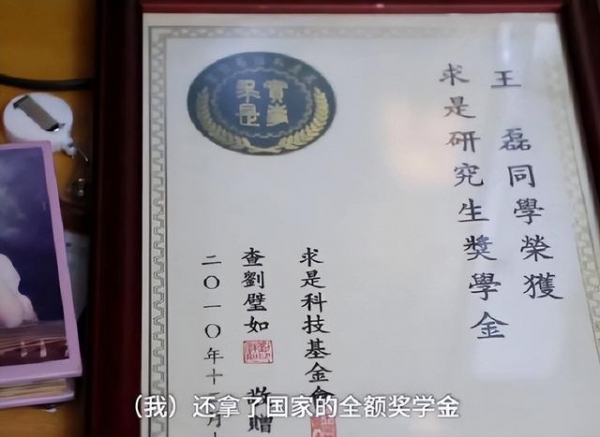 王磊同學榮獲
求是研究生獎學金
求是科技基金會
查劉璧如
贈
二〇一〇年十
月
（我）还拿了国家的全额奖学金